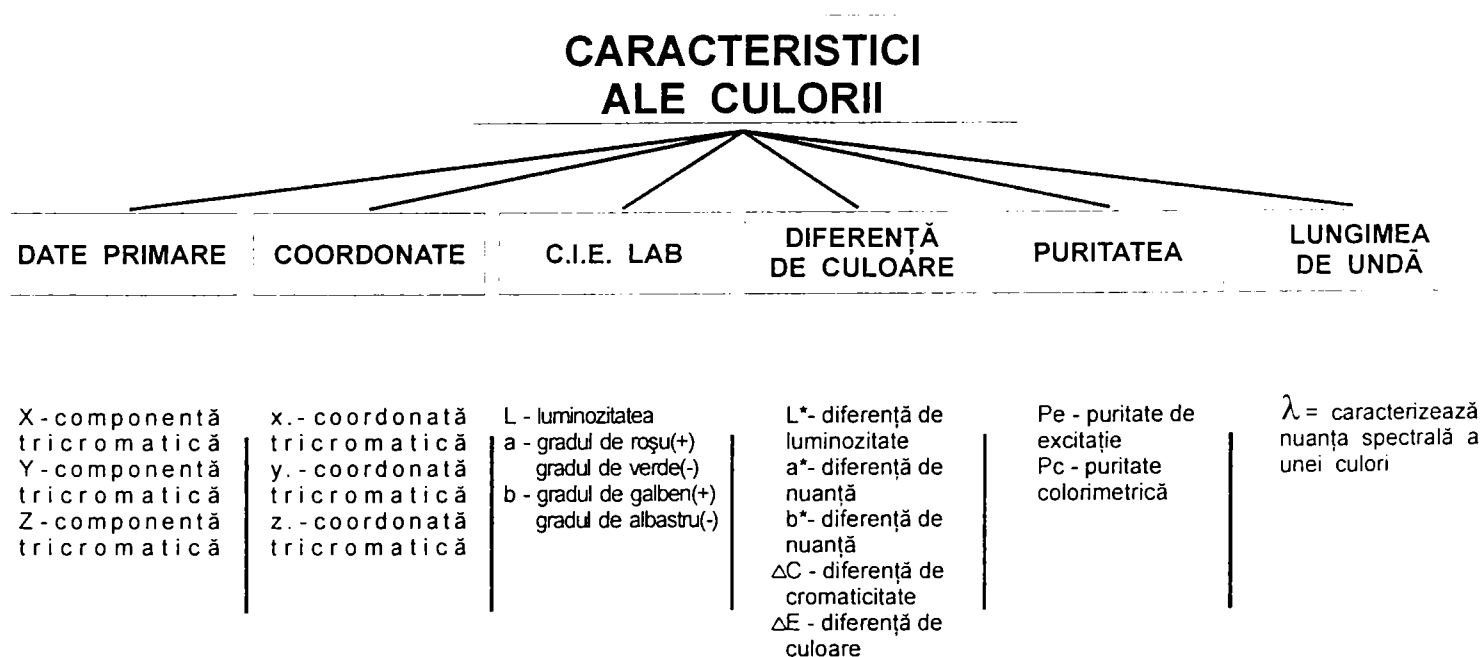 CARACTERISTICI
ALE CULORII
DATE PRIMARE
COORDONATE
C.I.E. LAB
DIFERENȚĂ
DE CULOARE
PURITATEA
LUNGIMEA
DE UNDĂ
X - componentă
tricromatică
Y - componentă
tricromatică
Z - componentă
tricromatică
x. - coordonată
tricromatică
y. - coordonată
tricromatică
z. - coordonată
tricromatică
L - luminozitatea
a - gradul de roșu(+)
gradul de verde(-)
b - gradul de galben(+)
gradul de albastru(-)
L*- diferență de
luminozitate
a*- diferență de
nuanță
b*- diferență de
nuanță
△C - diferență de
cromaticitate
△E - diferență de
culoare
Pe - puritate de
excitație
Pc - puritate
colorimetrică
λ = caracterizează
nuanța spectrală a
unei culori